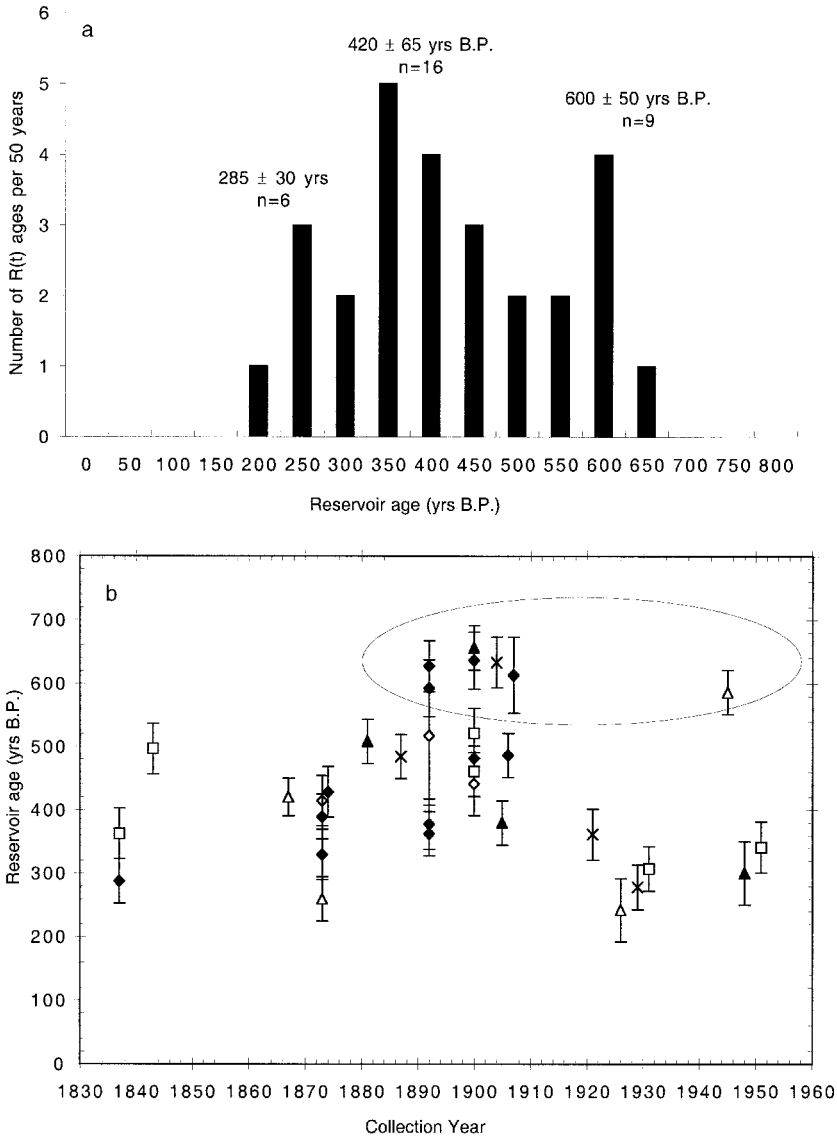 a
6
5
4
3
2
1
0
Number of R(t) ages per 50 years
285 ± 30 yrs
n=6
420 ± 65 yrs B.P.
n=16
600 ± 50 yrs B.P.
n=9
0 50 100 150 200 250 300 350 400 450 500 550 600 650 700 750 800
Reservoir age (yrs B.P.)
b
800
700
600
500
400
300
200
100
0
Reservoir age (yrs B.P.)
1830 1840 1850 1860 1870 1880 1890 1900 1910 1920 1930 1940 1950 1960
Collection Year